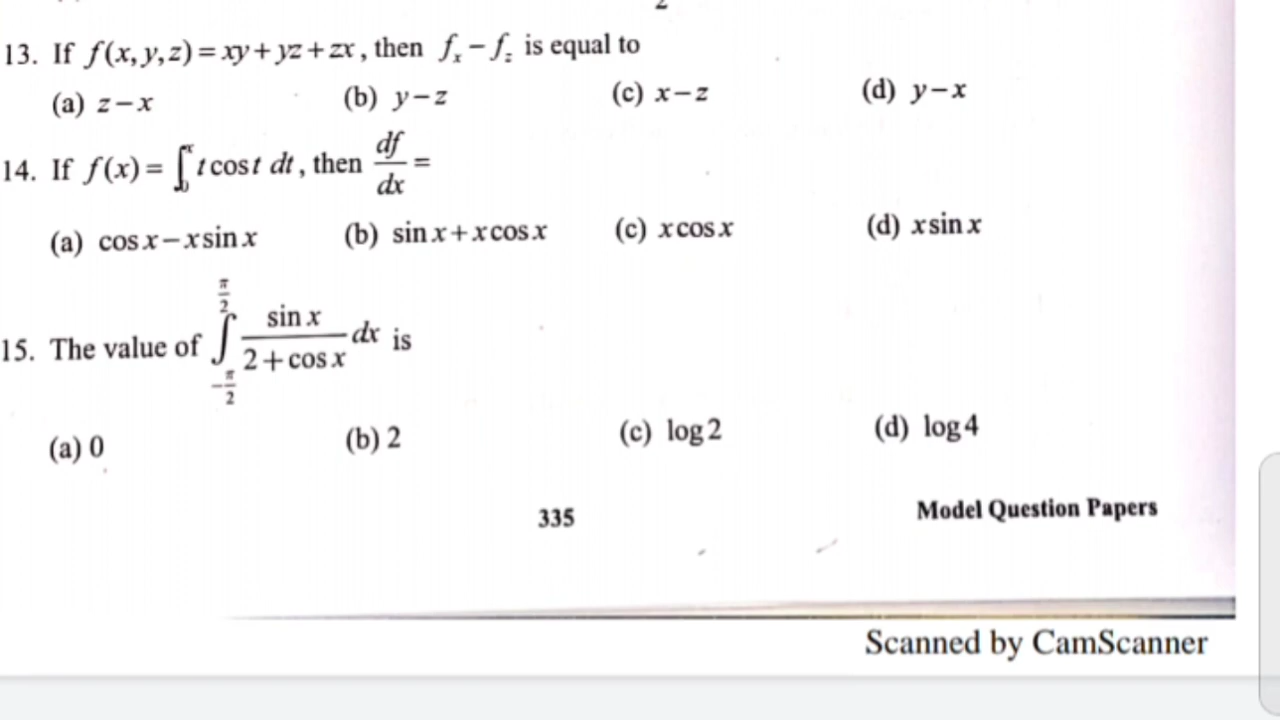 13. If f(x, y, z) = xy + yz + zx, then fₓ − f_z is equal to
(a) z − x (b) y − z (c) x − z (d) y − x
14. If f(x) = ∫₀ˣ t cos t dt, then df/dx =
(a) cos x − x sin x (b) sin x + x cos x (c) x cos x (d) x sin x
15. The value of ∫_{-π/2}^{π/2} sin x / (2 + cos x) dx is
(a) 0 (b) 2 (c) log 2 (d) log 4
335 Model Question Papers
Scanned by CamScanner